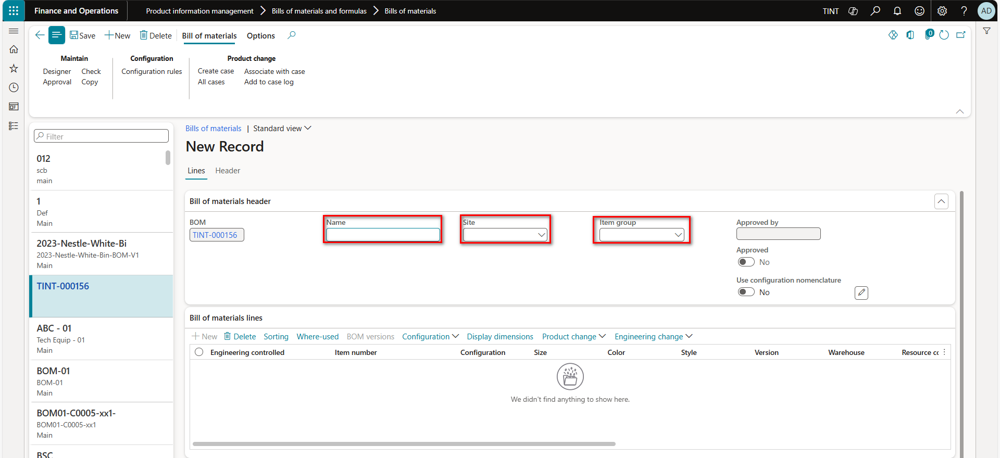 Finance and Operations
Product information management
Bills of materials and formulas
Bills of materials
TINT
AD
Save
New
Delete
Bill of materials
Options
0
Maintain
Configuration
Product change
Designer
Check
Configuration rules
Create case
Associate with case
Approval
Copy
All cases
Add to case log
Filter
012
scb
main
1
Def
Main
2023-Nestle-White-Bi
2023-Nestle-White-Bin-BOM-V1
Main
TINT-000156
ABC - 01
Tech Equip - 01
Main
BOM-01
BOM-01
Main
BOM01-C0005-xx1-
BOM01-C0005-xx1
Main
BSC
Bills of materials | Standard view
New Record
Lines
Header
Bill of materials header
BOM
TINT-000156
Name
Site
Item group
Approved by
Approved
No
Use configuration nomenclature
No
Bill of materials lines
New
Delete
Sorting
Where-used
BOM versions
Configuration
Display dimensions
Product change
Engineering change
Engineering controlled
Item number
Configuration
Size
Color
Style
Version
Warehouse
Resource cc
We didn't find anything to show here.